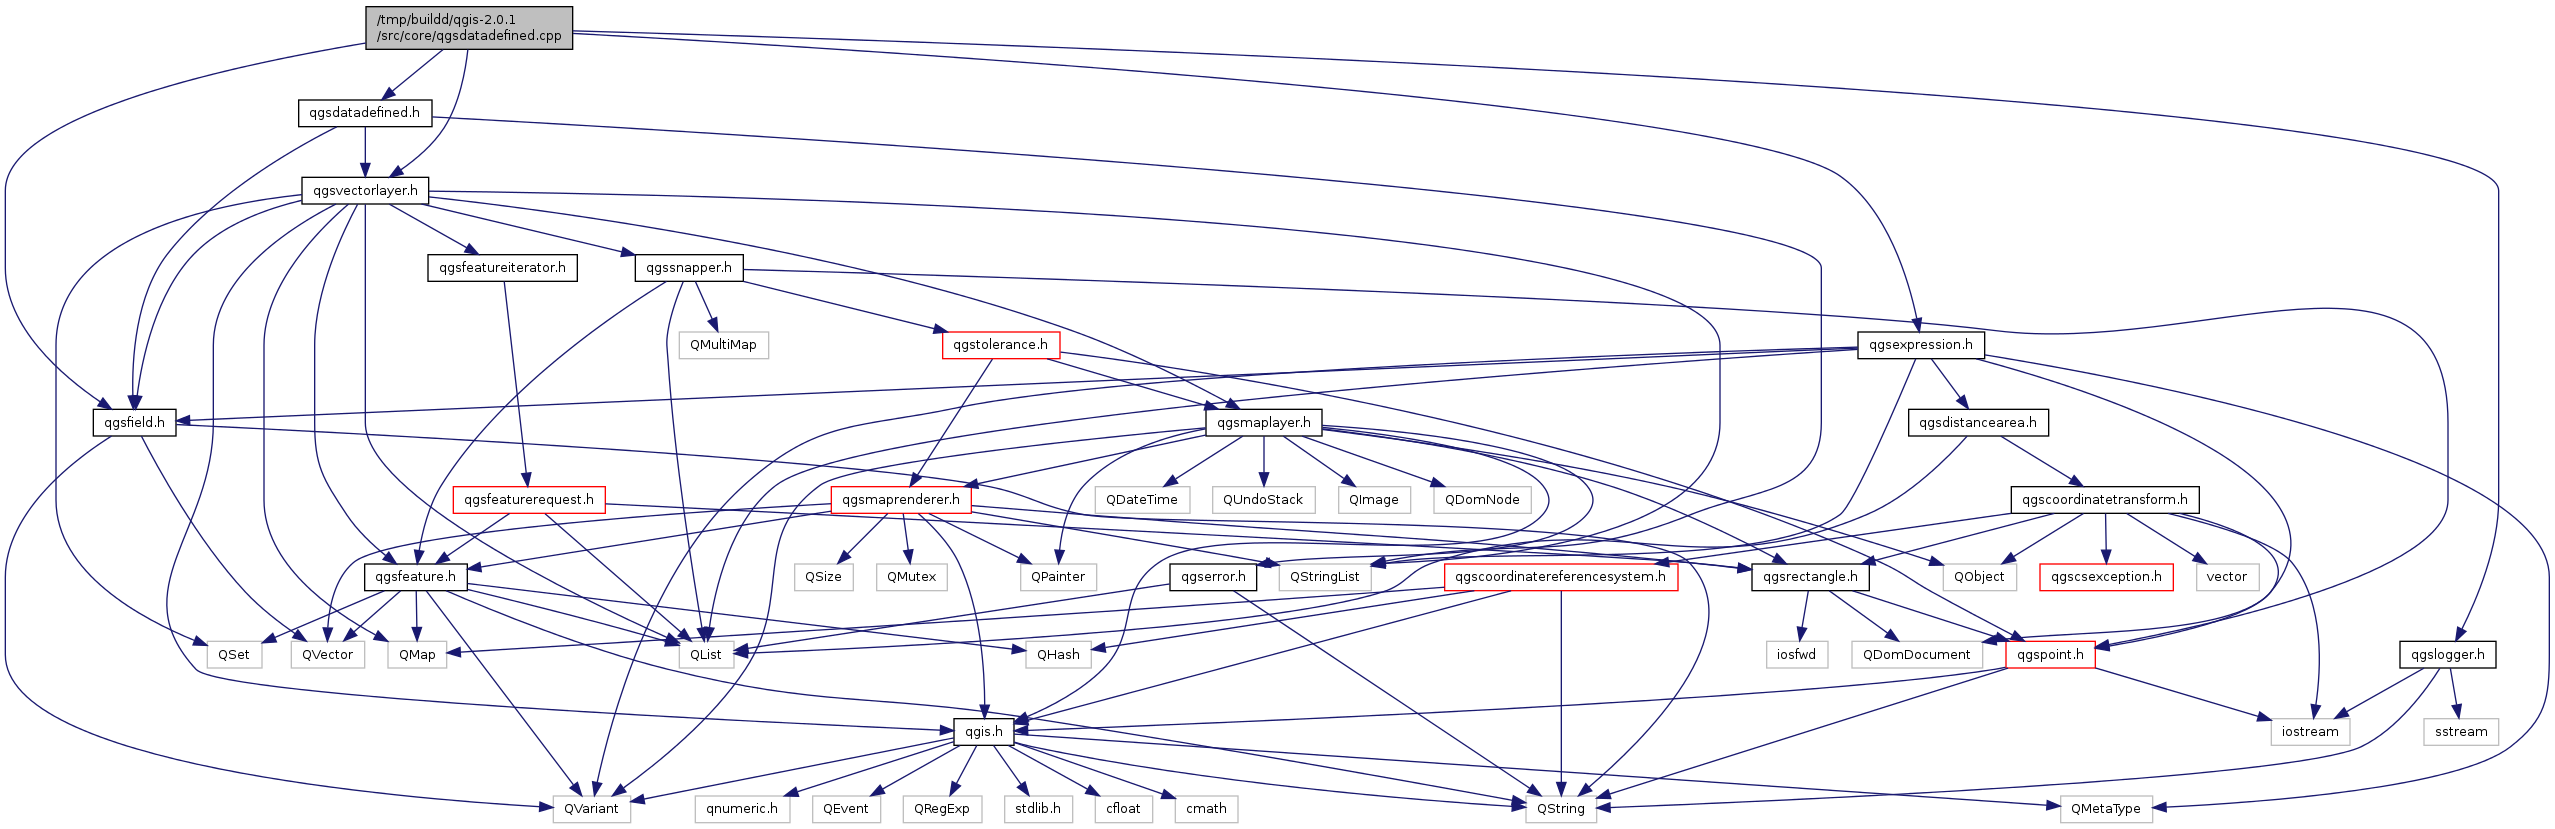 /tmp/buildd/qgis-2.0.1
/src/core/qgsdatadefined.cpp
qgsdatadefined.h
qgsvectorlayer.h
qgsfeatureiterator.h
qgssnapper.h
QMultiMap
qgstolerance.h
qgsexpression.h
qgsfield.h
qgsmaplayer.h
qgsdistancearea.h
qgsfeaturerequest.h
qgsmaprenderer.h
QDateTime
QUndoStack
QImage
QDomNode
qgscoordinatetransform.h
qgsfeature.h
QSize
QMutex
QPainter
qgserror.h
QStringList
qgscoordinatereferencesystem.h
qgsrectangle.h
QObject
qgscsexception.h
vector
QSet
QVector
QMap
QList
QHash
iosfwd
QDomDocument
qgspoint.h
qgslogger.h
qgis.h
iostream
sstream
QVariant
qnumeric.h
QEvent
QRegExp
stdlib.h
cfloat
cmath
QString
QMetaType